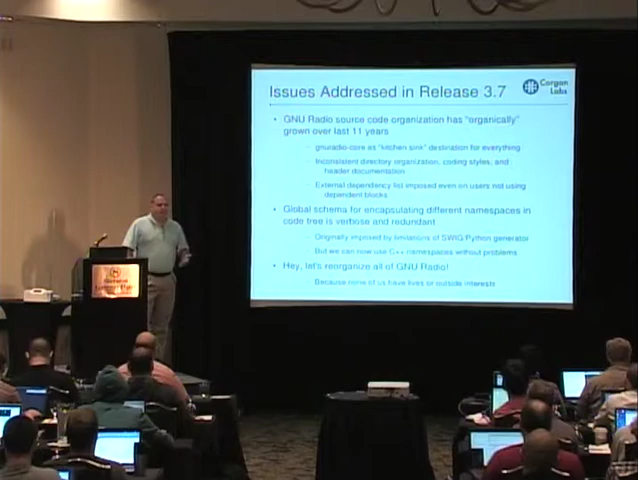 Issues Addressed in Release 3.7
Corgan
Labs
• GNU Radio source code organization has "organically"
grown over last 11 years
– gnuradio-core as "kitchen sink" destination for everything
– Inconsistent directory organization, coding styles, and
header documentation
– External dependency list imposed even on users not using
dependent blocks
• Global schema for encapsulating different namespaces in
code tree is verbose and redundant
– Originally imposed by limitations of SWIG/Python generator
– But we can now use C++ namespaces without problems
• Hey, let's reorganize all of GNU Radio!
– Because none of us have lives or outside interests
Sheraton